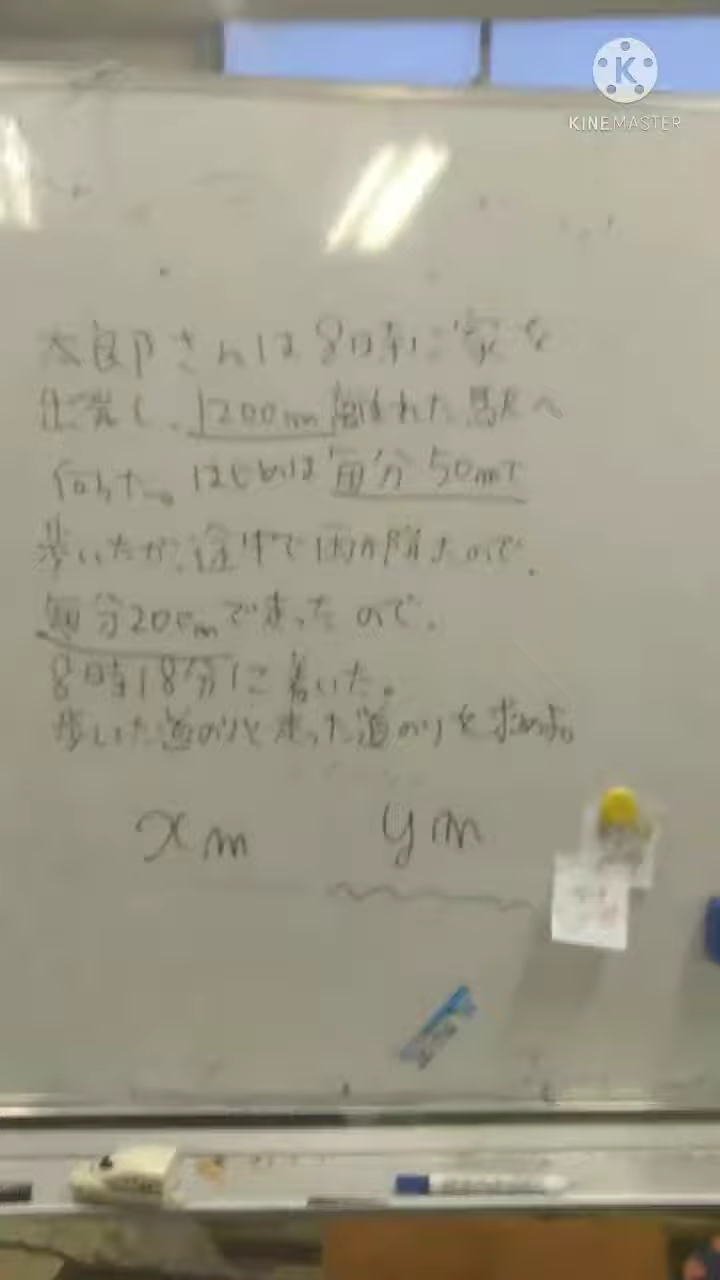 KINEMASTER
太郎さんは8時に家を
出発し、1200m離れた駅へ
向った。はじめは毎分50mで
歩いたが、途中で雨が降ったので、
毎分200mで走ったので、
8時18分に着いた。
歩いた道のりと走った道のりを求めよ。
xm ym